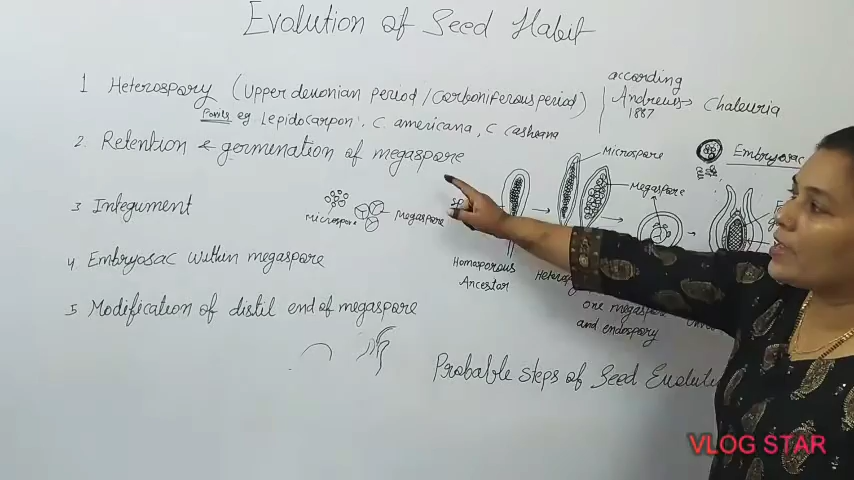 Evolution of Seed Habit
1 Heterospory (Upper devonian period / Carboniferous period)
according
Andrews → Chaleuria
1887
eg Lepidocarpon, C. americana, C casheana
2. Retention & germination of megaspore
3 Integument
Microspore
Megaspore
4 Embryosac within megaspore
5 Modification of distil end of megaspore
Microspore
Megaspore
Embryosac
Homosporous
Ancestor
one megaspore
and endospory
Probable steps of Seed
VLOG STAR